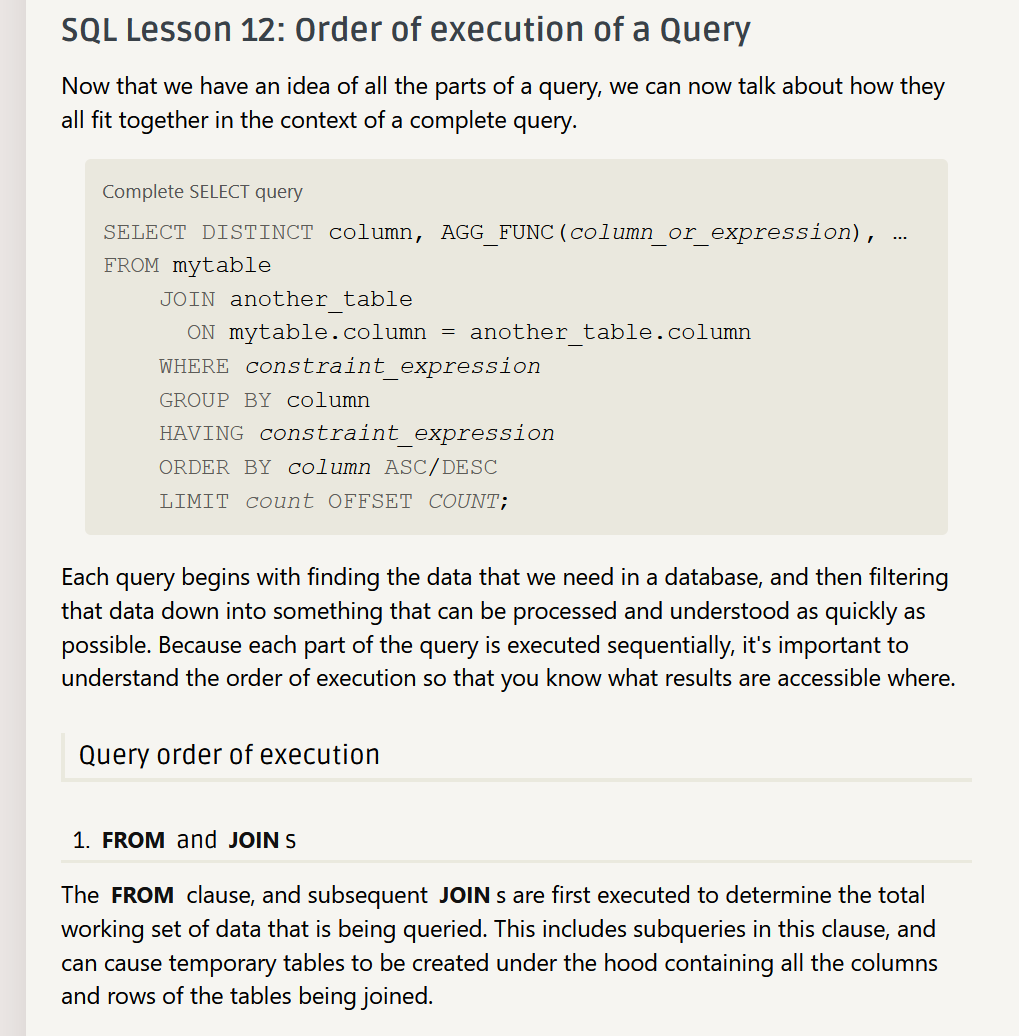 SQL Lesson 12: Order of execution of a Query
Now that we have an idea of all the parts of a query, we can now talk about how they
all fit together in the context of a complete query.
Complete SELECT query
SELECT DISTINCT column, AGG_FUNC(column_or_expression), …
FROM mytable
JOIN another_table
ON mytable.column = another_table.column
WHERE constraint_expression
GROUP BY column
HAVING constraint_expression
ORDER BY column ASC/DESC
LIMIT count OFFSET COUNT;
Each query begins with finding the data that we need in a database, and then filtering
that data down into something that can be processed and understood as quickly as
possible. Because each part of the query is executed sequentially, it's important to
understand the order of execution so that you know what results are accessible where.
Query order of execution
1. FROM and JOIN s
The FROM clause, and subsequent JOIN s are first executed to determine the total
working set of data that is being queried. This includes subqueries in this clause, and
can cause temporary tables to be created under the hood containing all the columns
and rows of the tables being joined.